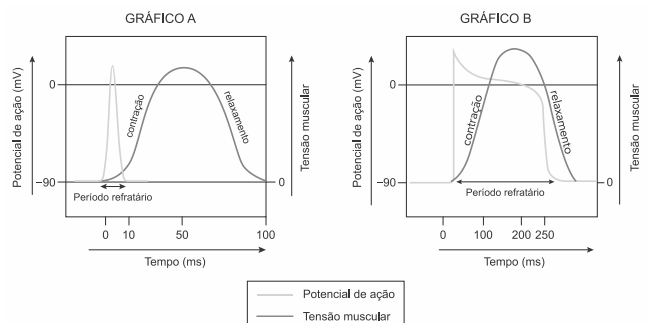 GRÁFICO A
Potencial de ação (mV)
0
−90
contração
relaxamento
Tensão muscular
0
Período refratário
0 10 50 100
Tempo (ms)
GRÁFICO B
Potencial de ação (mV)
0
−90
contração
relaxamento
Tensão muscular
0
Período refratário
0 100 200 250
Tempo (ms)
Potencial de ação
Tensão muscular